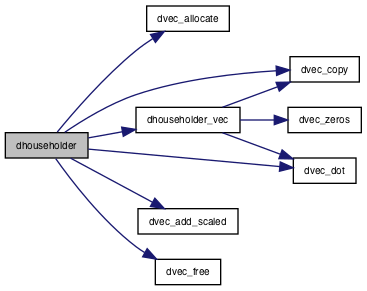 dvec_allocate
dvec_copy
dhouseholder_vec
dvec_zeros
dhouseholder
dvec_dot
dvec_add_scaled
dvec_free